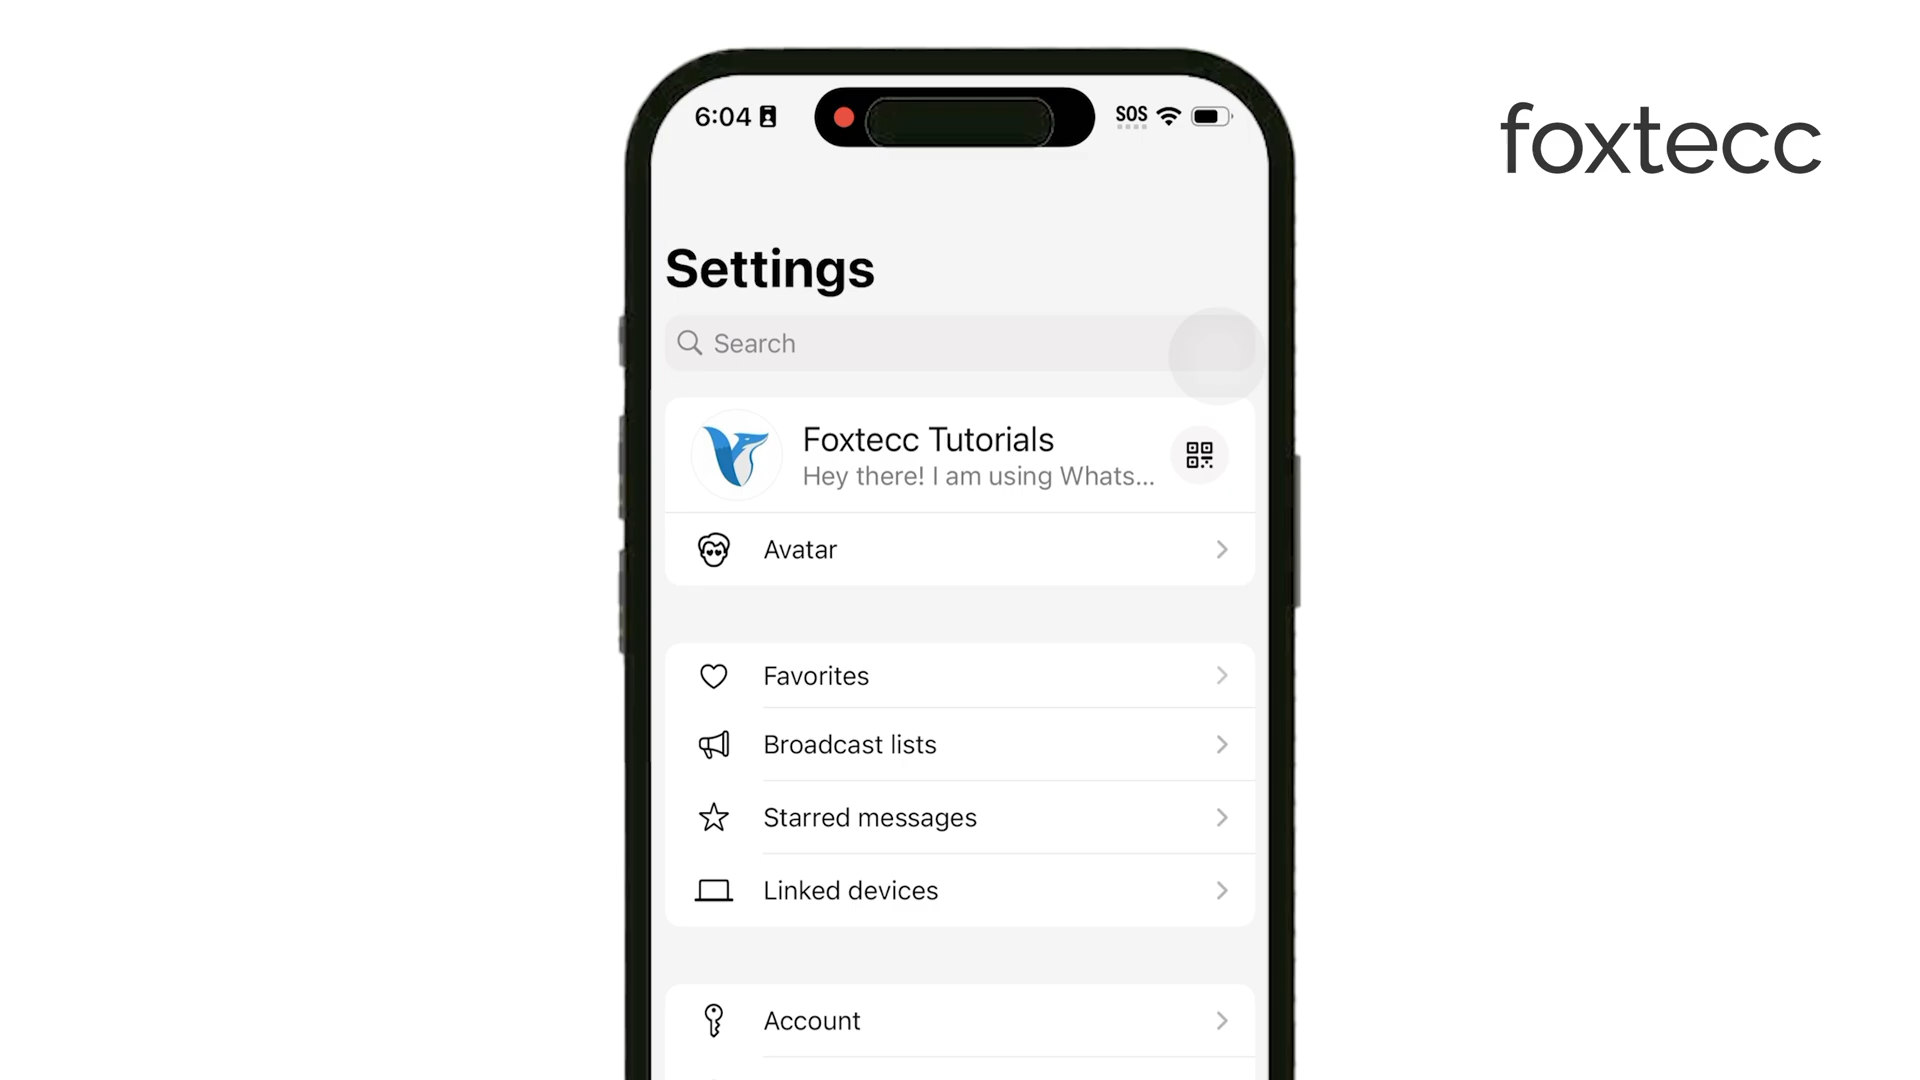 foxtecc
6:04
SOS
Settings
Search
Foxtecc Tutorials
Hey there! I am using Whats...
Avatar
Favorites
Broadcast lists
Starred messages
Linked devices
Account